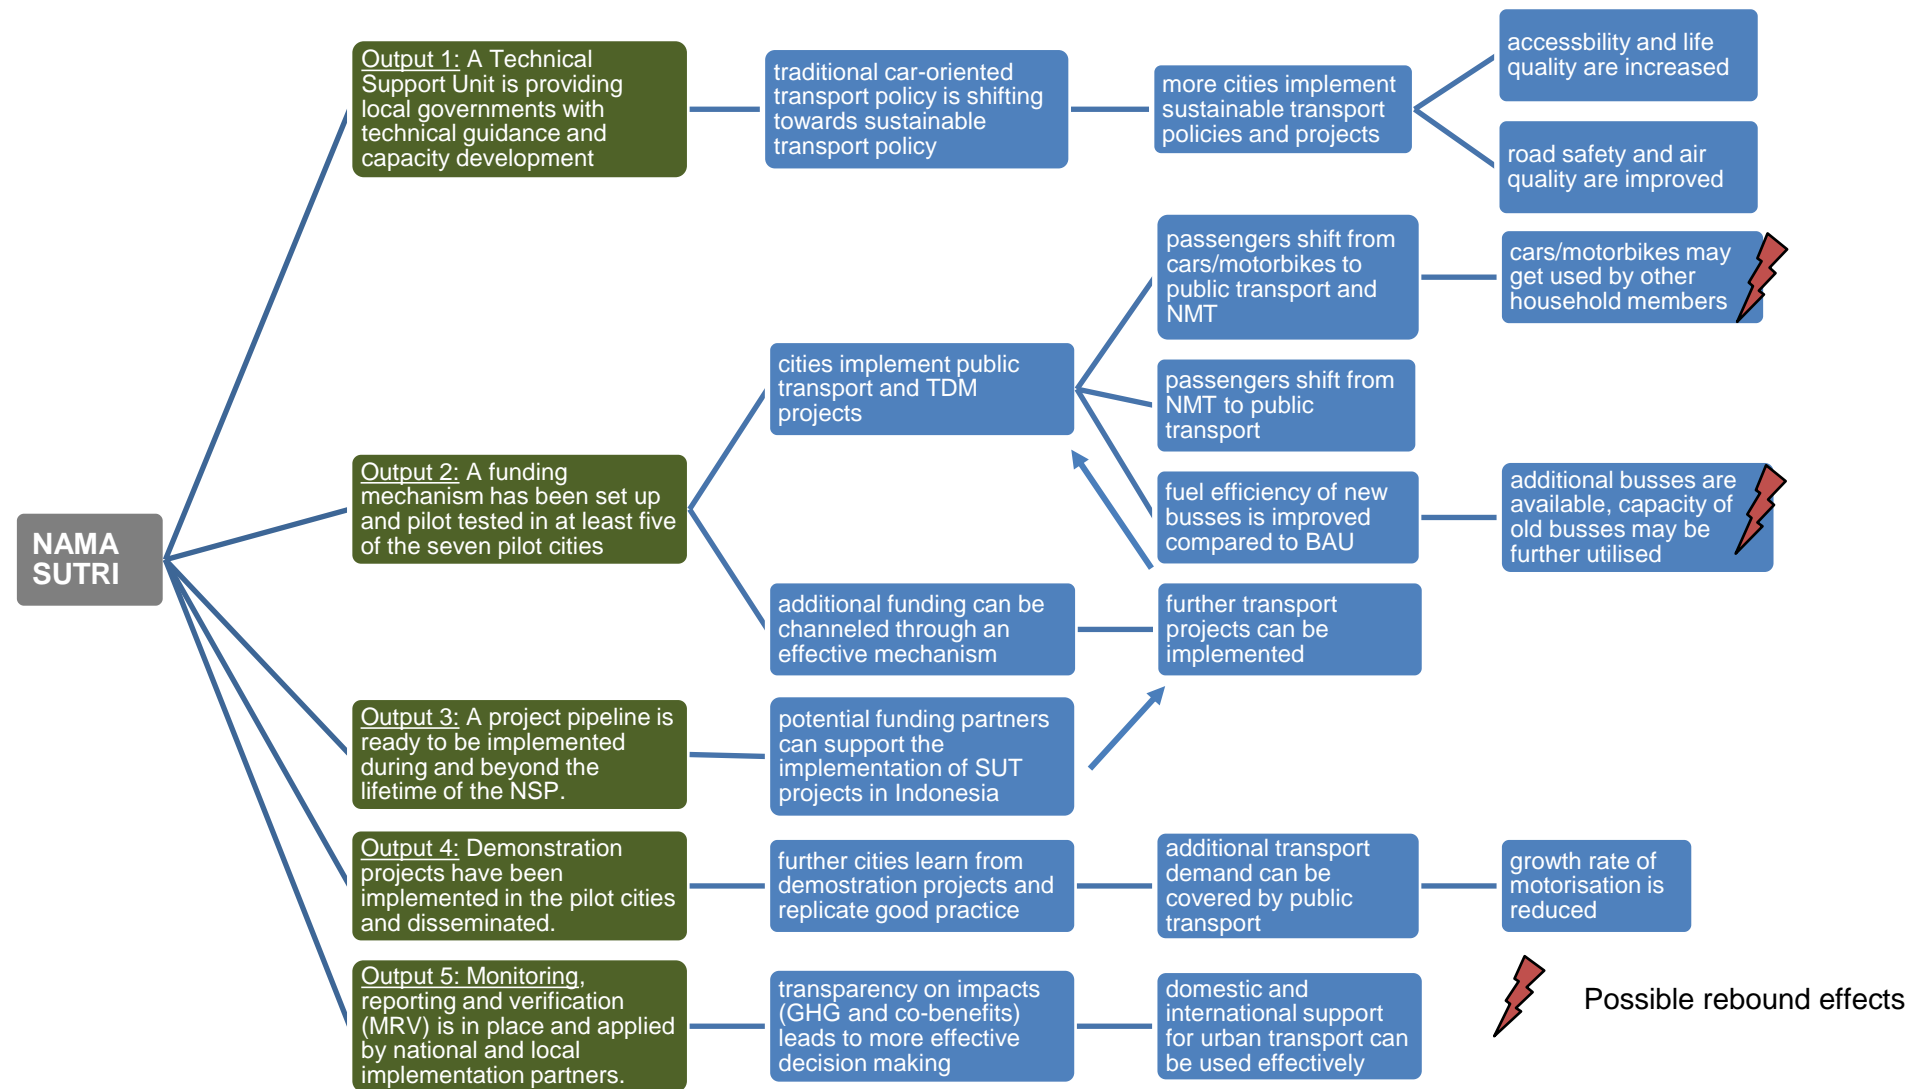 NAMA
SUTRI
Output 1: A Technical
Support Unit is providing
local governments with
technical guidance and
capacity development
traditional car-oriented
transport policy is shifting
towards sustainable
transport policy
more cities implement
sustainable transport
policies and projects
accessbility and life
quality are increased
road safety and air
quality are improved
Output 2: A funding
mechanism has been set up
and pilot tested in at least five
of the seven pilot cities
cities implement public
transport and TDM
projects
passengers shift from
cars/motorbikes to
public transport and
NMT
cars/motorbikes may
get used by other
household members
passengers shift from
NMT to public
transport
fuel efficiency of new
busses is improved
compared to BAU
additional busses are
available, capacity of
old busses may be
further utilised
additional funding can be
channeled through an
effective mechanism
further transport
projects can be
implemented
Output 3: A project pipeline is
ready to be implemented
during and beyond the
lifetime of the NSP.
potential funding partners
can support the
implementation of SUT
projects in Indonesia
Output 4: Demonstration
projects have been
implemented in the pilot cities
and disseminated.
further cities learn from
demostration projects and
replicate good practice
additional transport
demand can be
covered by public
transport
growth rate of
motorisation is
reduced
Output 5: Monitoring,
reporting and verification
(MRV) is in place and applied
by national and local
implementation partners.
transparency on impacts
(GHG and co-benefits)
leads to more effective
decision making
domestic and
international support
for urban transport can
be used effectively
Possible rebound effects